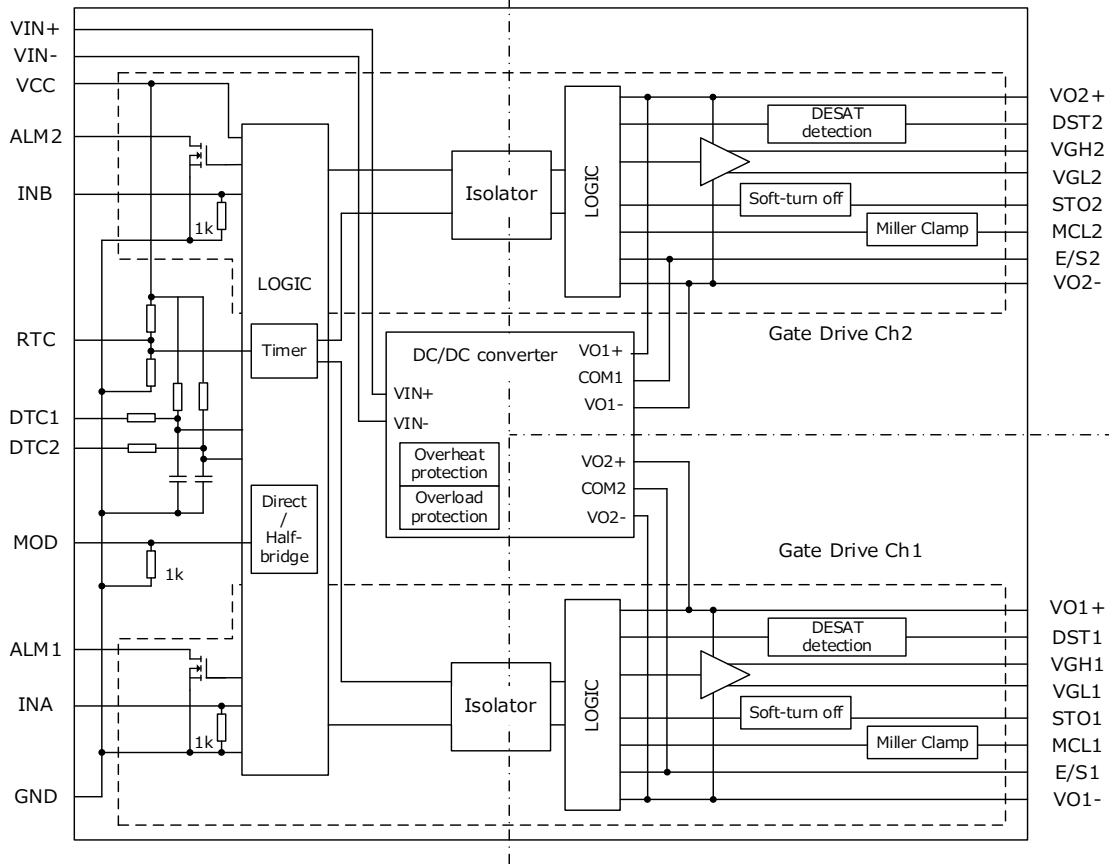 VIN+
VIN-
VCC
ALM2
INB
RTC
DTC1
DTC2
MOD
ALM1
INA
GND
1k
1k
1k
LOGIC
Timer
Direct
/
Half-
bridge
Isolator
Isolator
DC/DC converter
VIN+
VIN-
Overheat
protection
Overload
protection
VO1+
COM1
VO1-
VO2+
COM2
VO2-
LOGIC
DESAT
detection
Soft-turn off
Miller Clamp
Gate Drive Ch2
Gate Drive Ch1
LOGIC
DESAT
detection
Soft-turn off
Miller Clamp
VO2+
DST2
VGH2
VGL2
STO2
MCL2
E/S2
VO2-
VO1+
DST1
VGH1
VGL1
STO1
MCL1
E/S1
VO1-